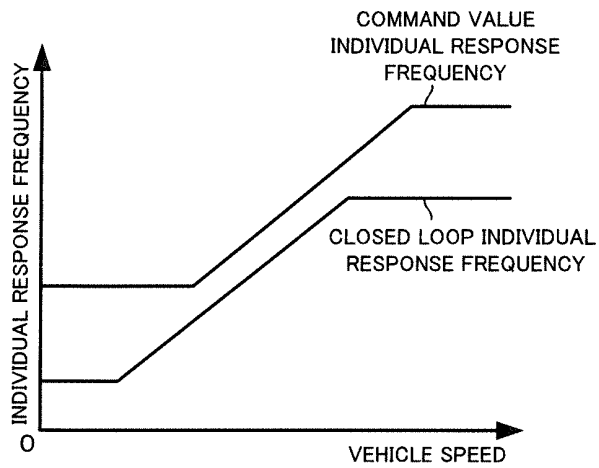 COMMAND VALUE
INDIVIDUAL RESPONSE
FREQUENCY
INDIVIDUAL RESPONSE FREQUENCY
CLOSED LOOP INDIVIDUAL
RESPONSE FREQUENCY
O
VEHICLE SPEED